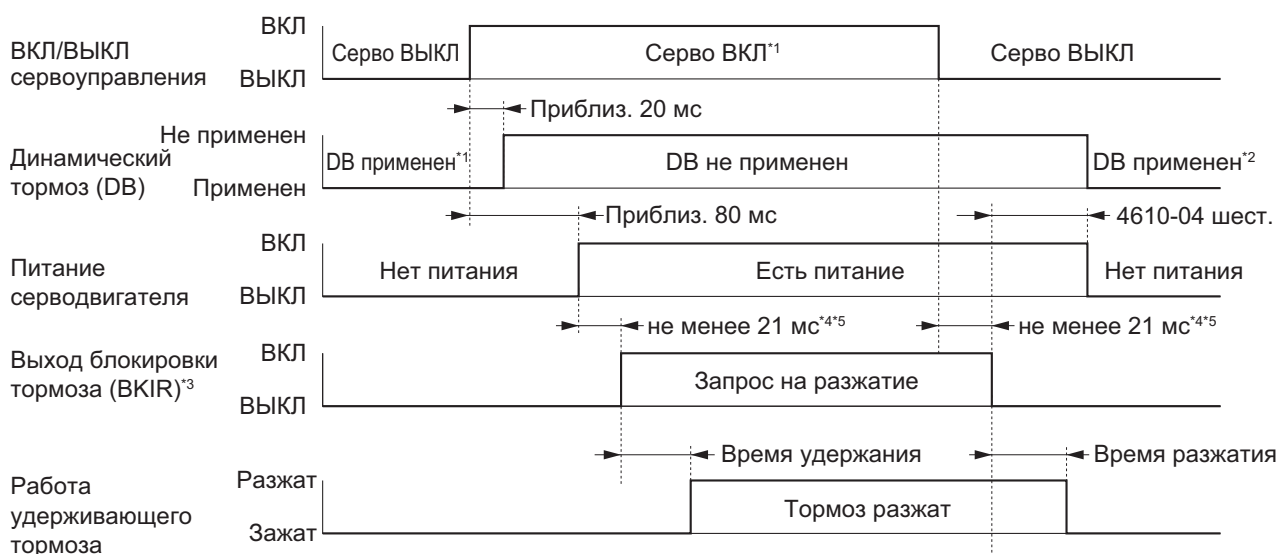 ВКЛ/ВЫКЛ
сервоуправления
ВКЛ
ВЫКЛ
Серво ВЫКЛ
Серво ВКЛ*1
Серво ВЫКЛ
Приблиз. 20 мс
Динамический
тормоз (DB)
Не применен
Применен
DB применен*1
DB не применен
DB применен*2
Приблиз. 80 мс
4610-04 шест.
Питание
серводвигателя
ВКЛ
ВЫКЛ
Нет питания
Есть питание
Нет питания
не менее 21 мс*4*5
не менее 21 мс*4*5
Выход блокировки
тормоза (BKIR)*3
ВКЛ
ВЫКЛ
Запрос на разжатие
Время удержания
Время разжатия
Работа
удерживающего
тормоза
Разжат
Зажат
Тормоз разжат